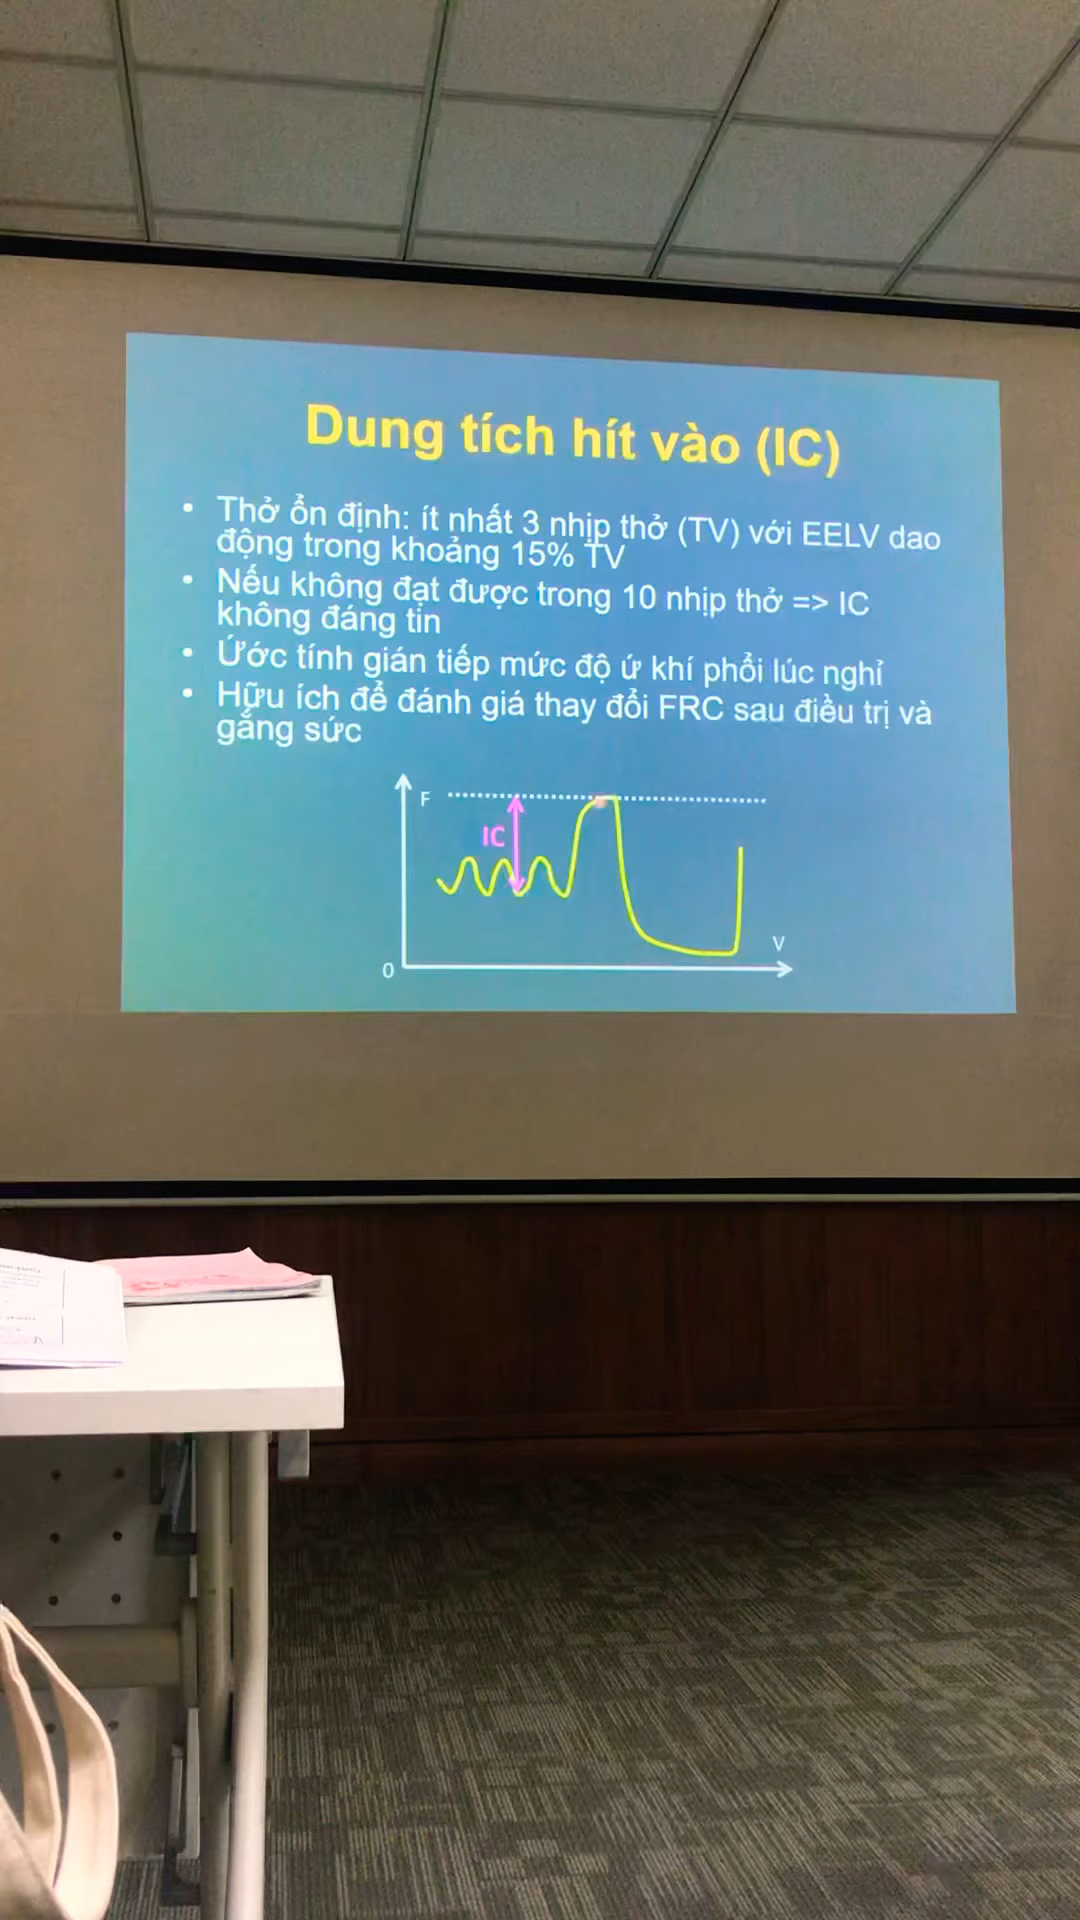 Dung tích hít vào (IC)
• Thở ổn định: ít nhất 3 nhịp thở (TV) với EELV dao
động trong khoảng 15% TV
• Nếu không đạt được trong 10 nhịp thở => IC
không đáng tin
• Ước tính gián tiếp mức độ ứ khí phổi lúc nghỉ
• Hữu ích để đánh giá thay đổi FRC sau điều trị và
gắng sức
F
IC
V
0